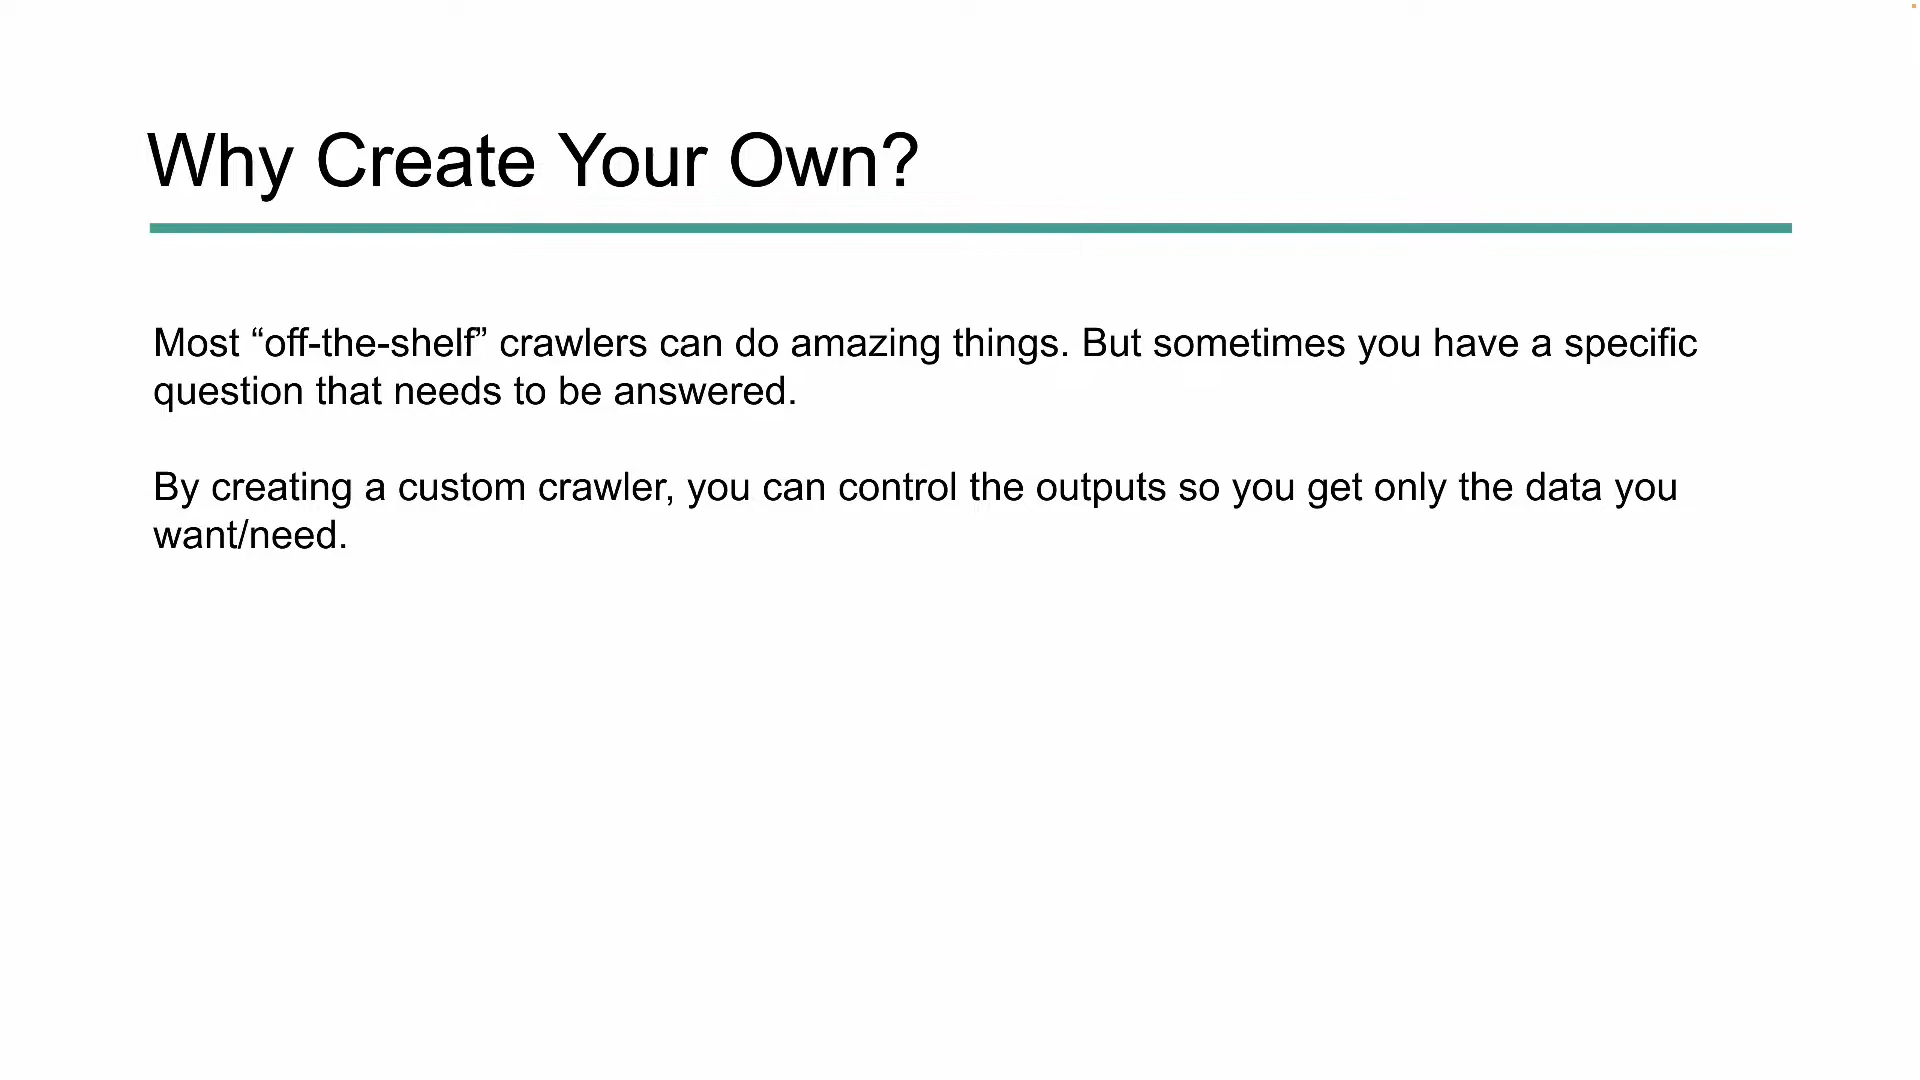 Why Create Your Own?
Most “off-the-shelf” crawlers can do amazing things. But sometimes you have a specific
question that needs to be answered.
By creating a custom crawler, you can control the outputs so you get only the data you
want/need.